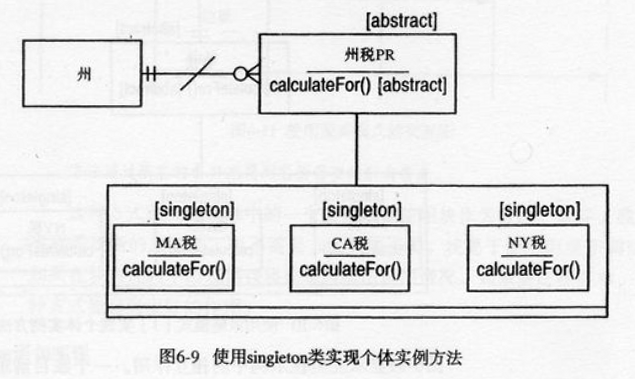 [abstract]
州
州税PR
calculateFor() [abstract]
[singleton]
[singleton]
[singleton]
MA税
calculateFor()
CA税
calculateFor()
NY税
calculateFor()
图6-9 使用singieton类实现个体实例方法